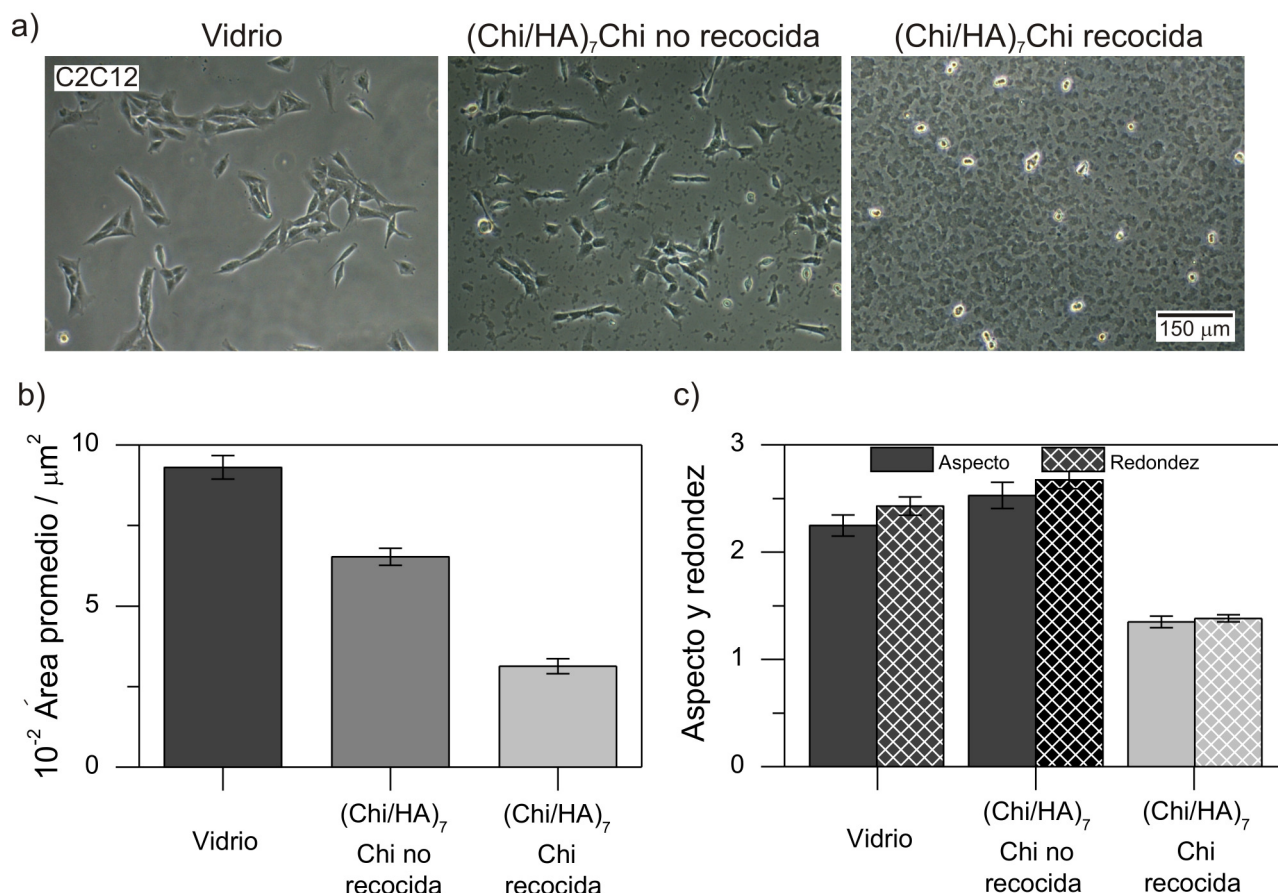 a)
Vidrio
(Chi/HA)₇Chi no recocida
(Chi/HA)₇Chi recocida
C2C12
150 μm
b)
10⁻² Área promedio / μm²
10
5
0
Vidrio
(Chi/HA)₇
Chi no
recocida
(Chi/HA)₇
Chi
recocida
c)
Aspecto y redondez
3
2
1
0
Aspecto
Redondez
Vidrio
(Chi/HA)₇
Chi no
recocida
(Chi/HA)₇
Chi
recocida